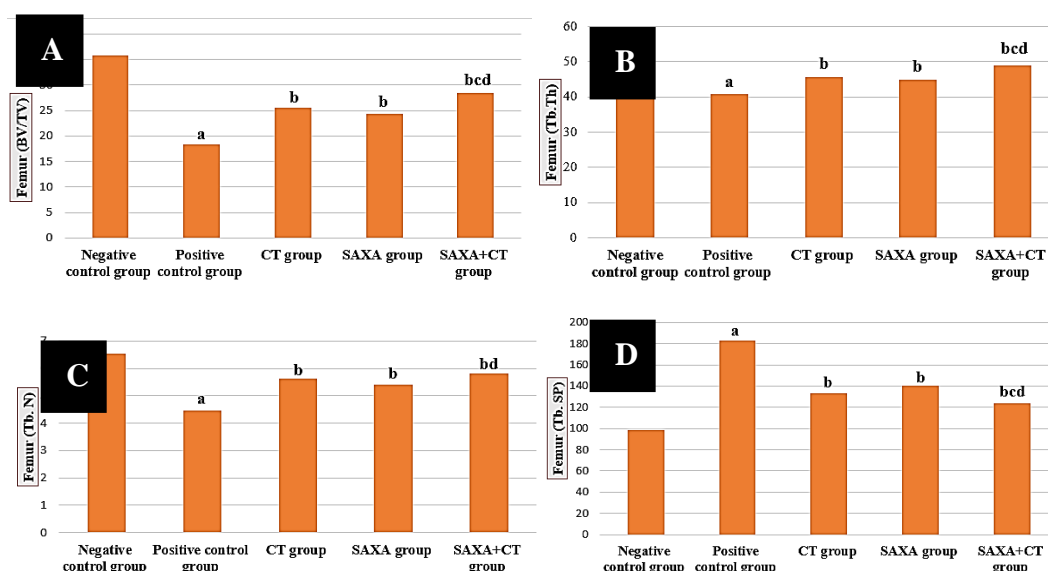 A
Femur (BV/TV)
25
20
15
10
5
0
a
b
b
bcd
Negative
control group
Positive
control group
CT group
SAXA group
SAXA+CT
group
B
Femur (Tb.Th)
60
50
40
30
20
10
0
a
b
b
bcd
Negative
control group
Positive
control group
CT group
SAXA group
SAXA+CT
group
C
Femur (Tb. N)
7
4
3
2
1
0
a
b
b
bd
Negative
control group
Positive control
group
CT group
SAXA group
SAXA+CT
group
D
Femur (Tb. SP)
200
180
160
140
120
100
80
60
40
20
0
a
b
b
bcd
Negative
control group
Positive
control group
CT group
SAXA group
SAXA+CT
group